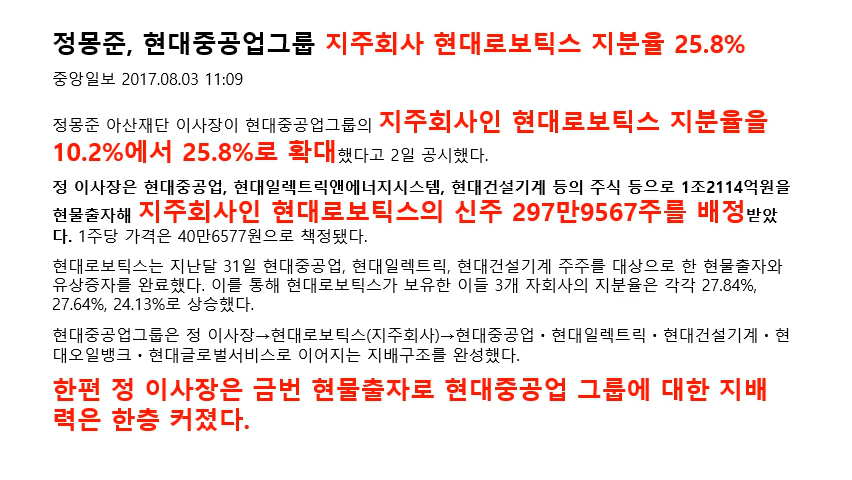 정몽준, 현대중공업그룹 지주회사 현대로보틱스 지분율 25.8%
중앙일보 2017.08.03 11:09
정몽준 아산재단 이사장이 현대중공업그룹의 지주회사인 현대로보틱스 지분율을
10.2%에서 25.8%로 확대했다고 2일 공시했다.
정 이사장은 현대중공업, 현대일렉트릭앤에너지시스템, 현대건설기계 등의 주식 등으로 1조2114억원을
현물출자해 지주회사인 현대로보틱스의 신주 297만9567주를 배정받았
다. 1주당 가격은 40만6577원으로 책정됐다.
현대로보틱스는 지난달 31일 현대중공업, 현대일렉트릭, 현대건설기계 주주를 대상으로 한 현물출자와
유상증자를 완료했다. 이를 통해 현대로보틱스가 보유한 이들 3개 자회사의 지분율은 각각 27.84%,
27.64%, 24.13%로 상승했다.
현대중공업그룹은 정 이사장→현대로보틱스(지주회사)→현대중공업・현대일렉트릭・현대건설기계・현
대오일뱅크・현대글로벌서비스로 이어지는 지배구조를 완성했다.
한편 정 이사장은 금번 현물출자로 현대중공업 그룹에 대한 지배
력은 한층 커졌다.